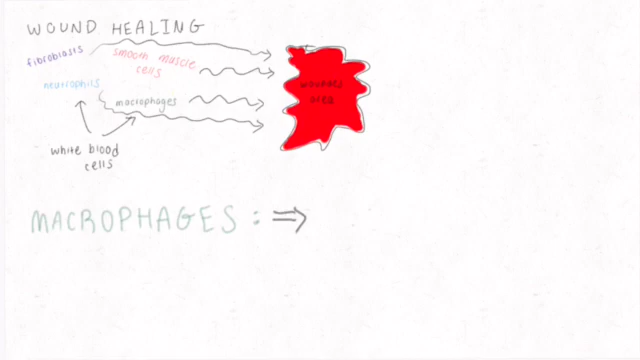 WOUND HEALING
fibroblasts
smooth muscle
cells
neutrophils
macrophages
wounded
area
white blood
cells
MACROPHAGES : ⇒